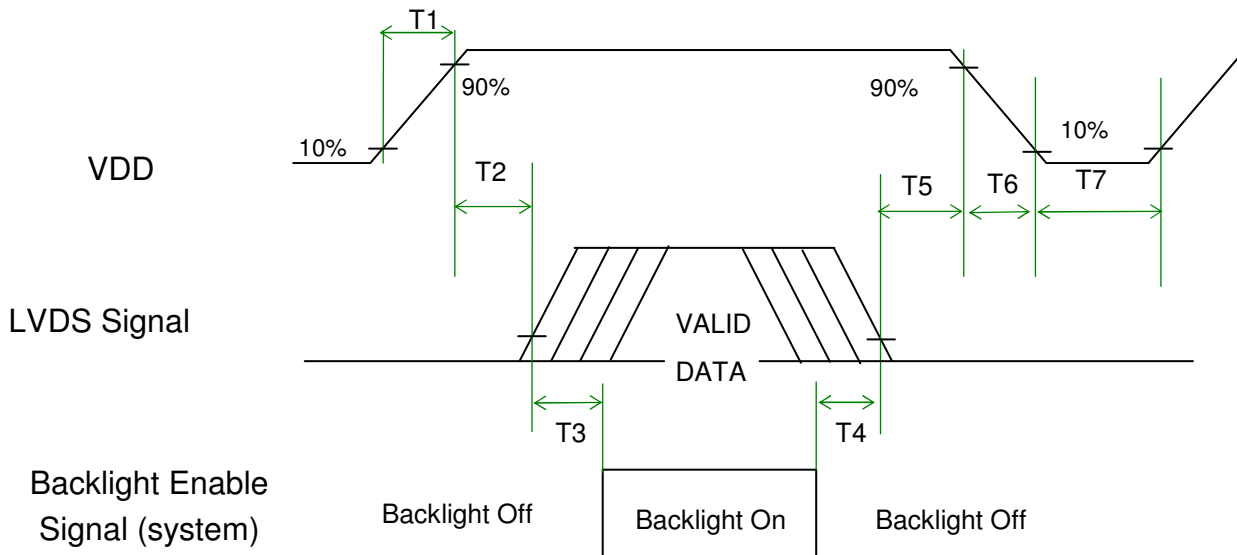 T1
90%
90%
10%
10%
VDD
T2
T5
T6
T7
LVDS Signal
VALID
DATA
T3
T4
Backlight Enable
Signal (system)
Backlight Off
Backlight On
Backlight Off